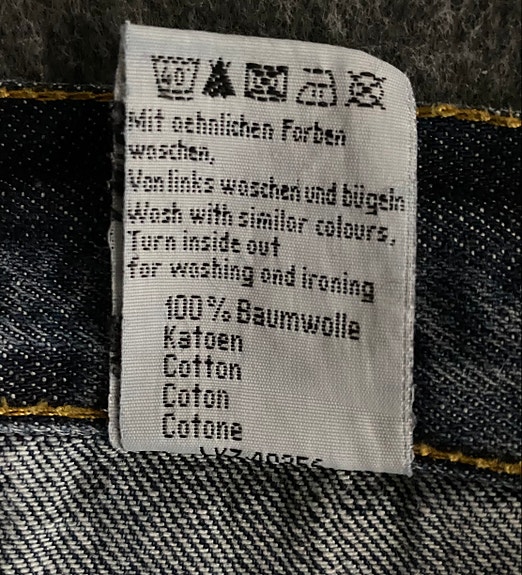 40
Mit aehnlichen Farben
waschen,
Von links waschen und bügeln
Wash with similar colours,
Turn inside out
for washing and ironing
100% Baumwolle
Katoen
Cotton
Coton
Cotone